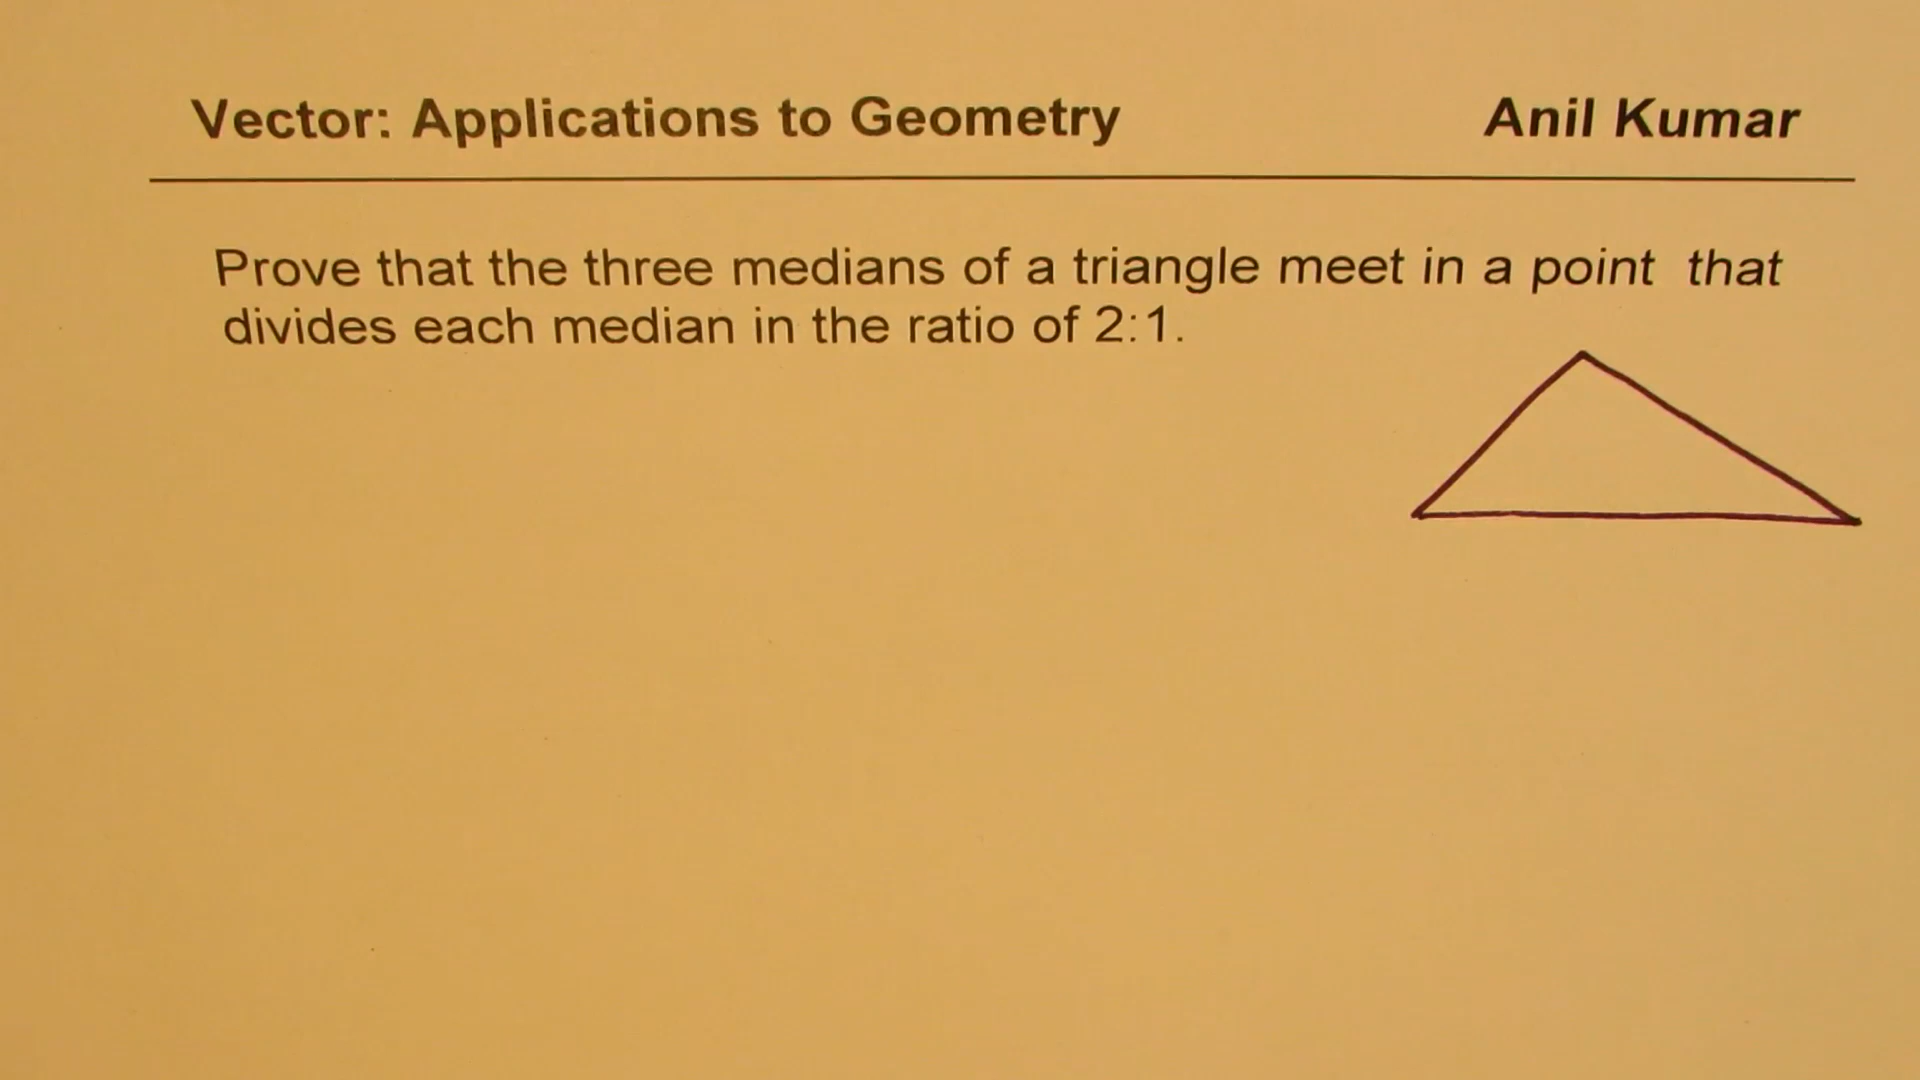 Vector: Applications to Geometry Anil Kumar
Prove that the three medians of a triangle meet in a point that
divides each median in the ratio of 2:1.